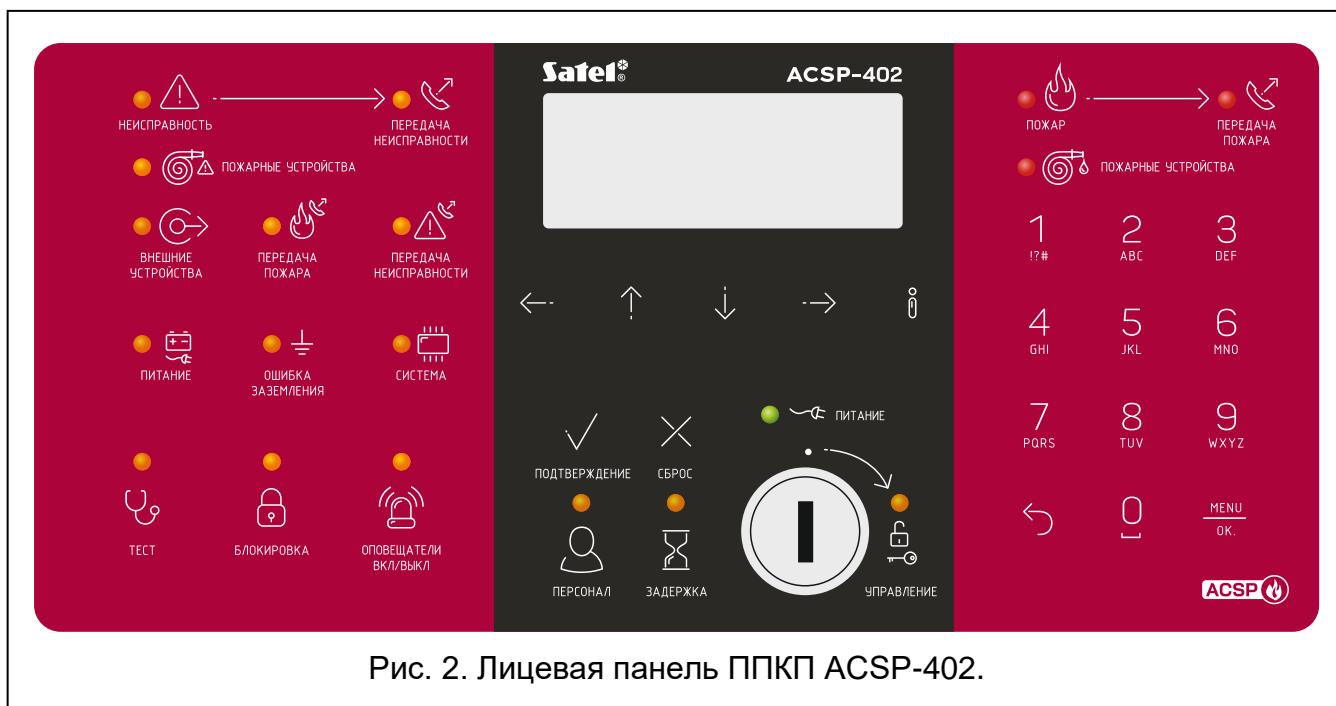 Satel®
ACSP-402
НЕИСПРАВНОСТЬ
ПЕРЕДАЧА
НЕИСПРАВНОСТИ
ПОЖАРНЫЕ УСТРОЙСТВА
ВНЕШНИЕ
УСТРОЙСТВА
ПЕРЕДАЧА
ПОЖАРА
ПЕРЕДАЧА
НЕИСПРАВНОСТИ
ПИТАНИЕ
ОШИБКА
ЗАЗЕМЛЕНИЯ
СИСТЕМА
ТЕСТ
БЛОКИРОВКА
ОПОВЕЩАТЕЛИ
ВКЛ/ВЫКЛ
i
ПИТАНИЕ
ПОДТВЕРЖДЕНИЕ
СБРОС
ПЕРСОНАЛ
ЗАДЕРЖКА
УПРАВЛЕНИЕ
ПОЖАР
ПЕРЕДАЧА
ПОЖАРА
ПОЖАРНЫЕ УСТРОЙСТВА
1 2 3
!?# ABC DEF
4 5 6
GHI JKL MNO
7 8 9
PQRS TUV WXYZ
0
MENU
OK.
ACSP
Рис. 2. Лицевая панель ППКП ACSP-402.